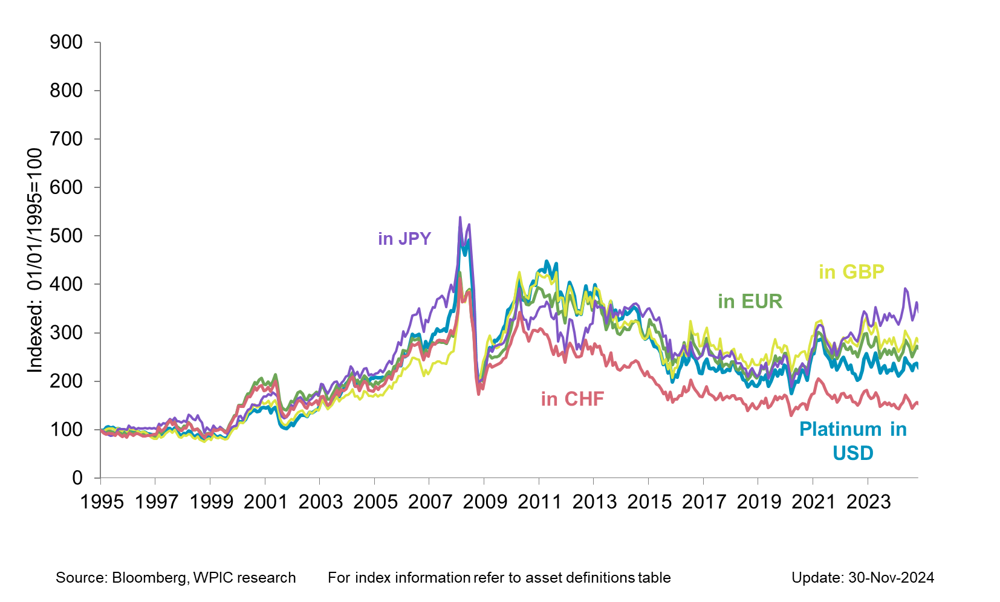 900
800
700
600
500
400
300
200
100
0
Indexed: 01/01/1995=100
in JPY
in GBP
in EUR
in CHF
Platinum in
USD
1995 1997 1999 2001 2003 2005 2007 2009 2011 2013 2015 2017 2019 2021 2023
Source: Bloomberg, WPIC research For index information refer to asset definitions table Update: 30-Nov-2024